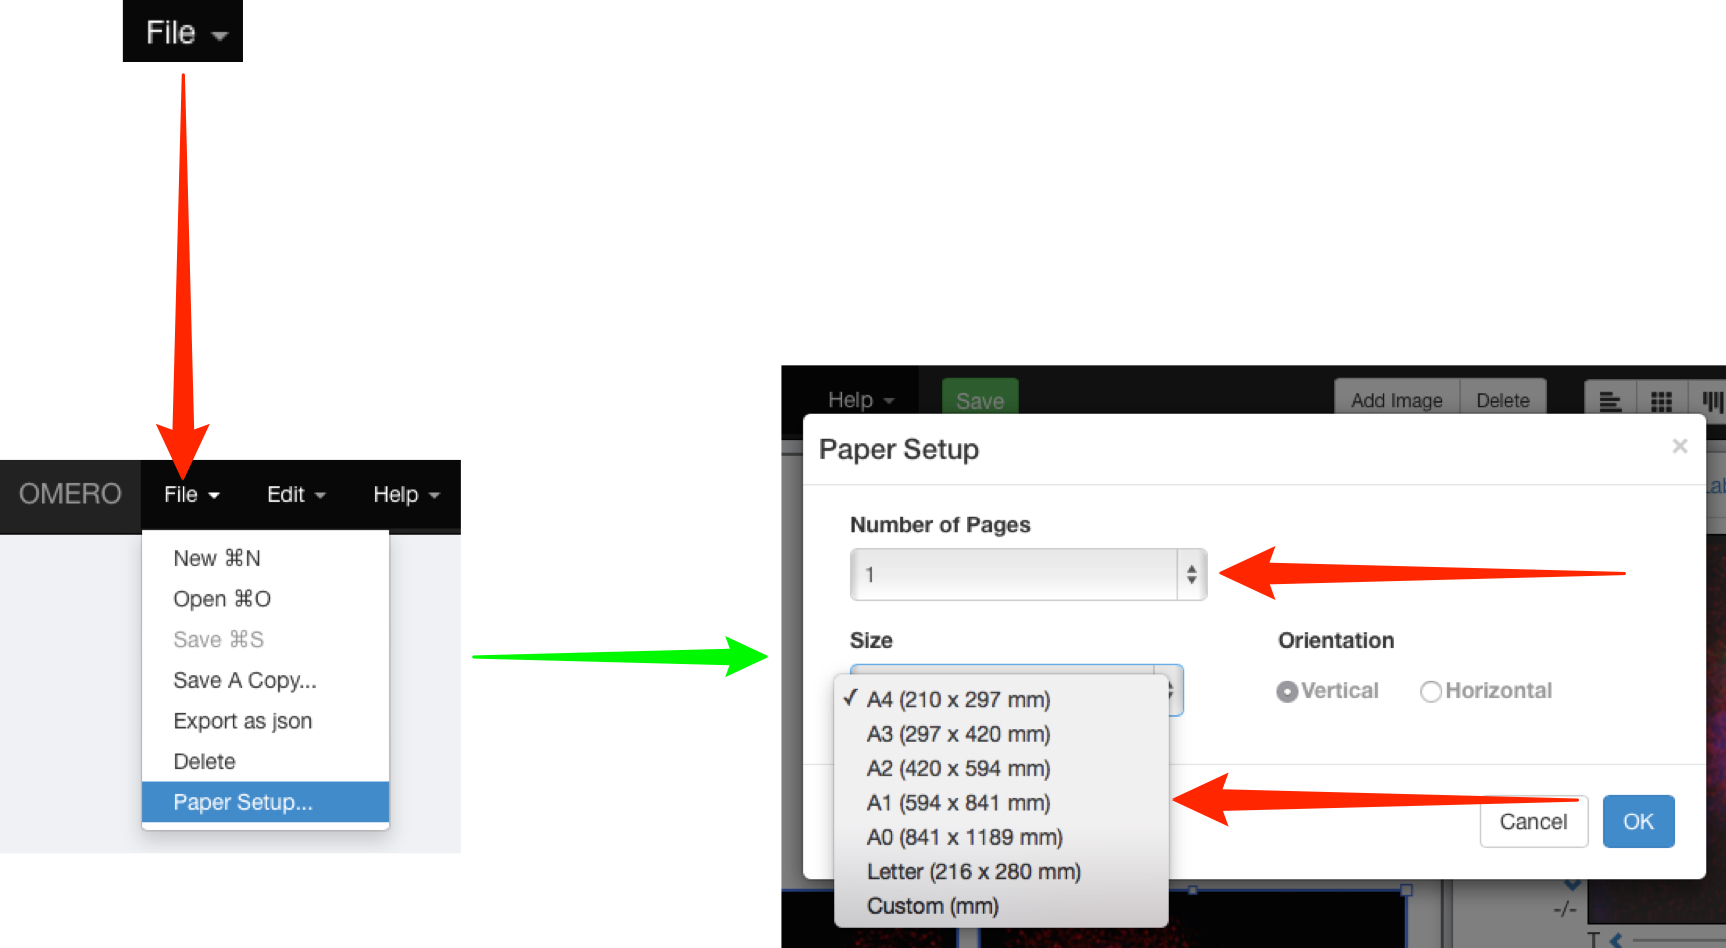 File
OMERO File Edit Help
New ⌘N
Open ⌘O
Save ⌘S
Save A Copy...
Export as json
Delete
Paper Setup...
Help Save Add Image Delete
Paper Setup ×
Number of Pages
1
Size Orientation
Vertical Horizontal
✓ A4 (210 x 297 mm)
A3 (297 x 420 mm)
A2 (420 x 594 mm)
A1 (594 x 841 mm)
A0 (841 x 1189 mm)
Letter (216 x 280 mm)
Custom (mm)
Cancel OK
-/-